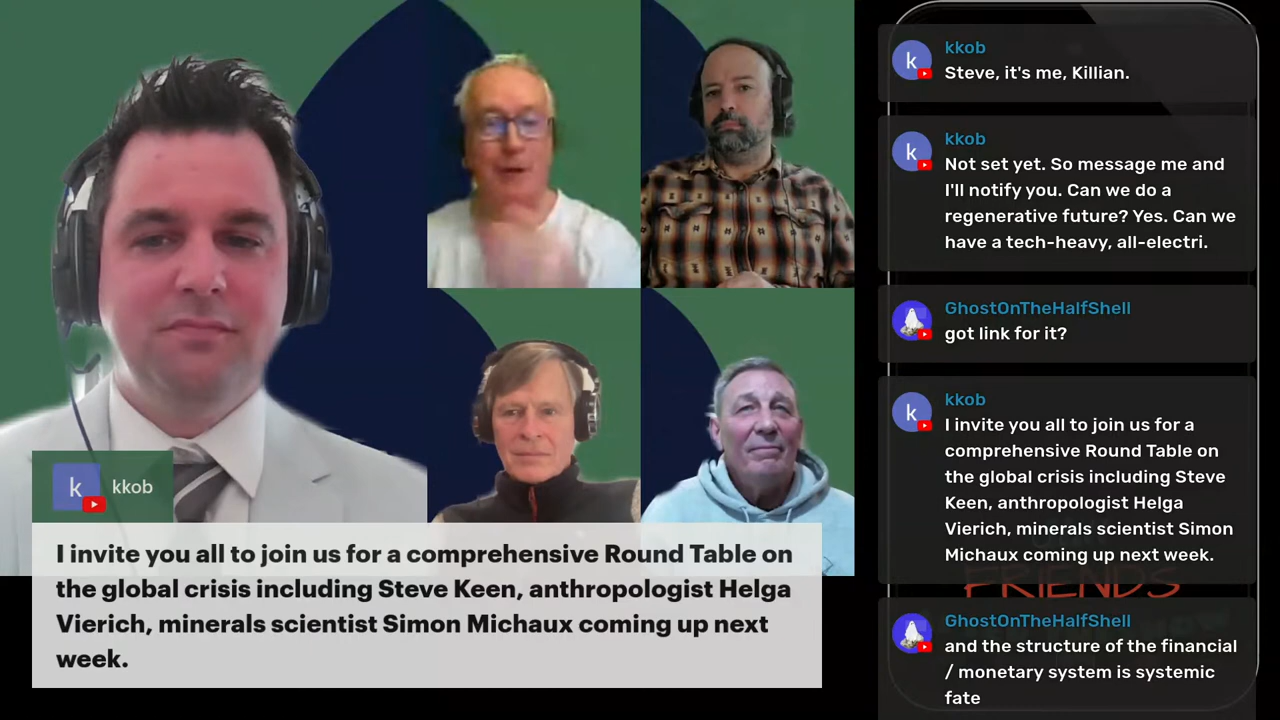 k
kkob
I invite you all to join us for a comprehensive Round Table on
the global crisis including Steve Keen, anthropologist Helga
Vierich, minerals scientist Simon Michaux coming up next
week.
k
kkob
Steve, it's me, Killian.
k
kkob
Not set yet. So message me and
I'll notify you. Can we do a
regenerative future? Yes. Can we
have a tech-heavy, all-electri.
GhostOnTheHalfShell
got link for it?
k
kkob
I invite you all to join us for a
comprehensive Round Table on
the global crisis including Steve
Keen, anthropologist Helga
Vierich, minerals scientist Simon
Michaux coming up next week.
FRIENDS
GhostOnTheHalfShell
and the structure of the financial
/ monetary system is systemic
fate